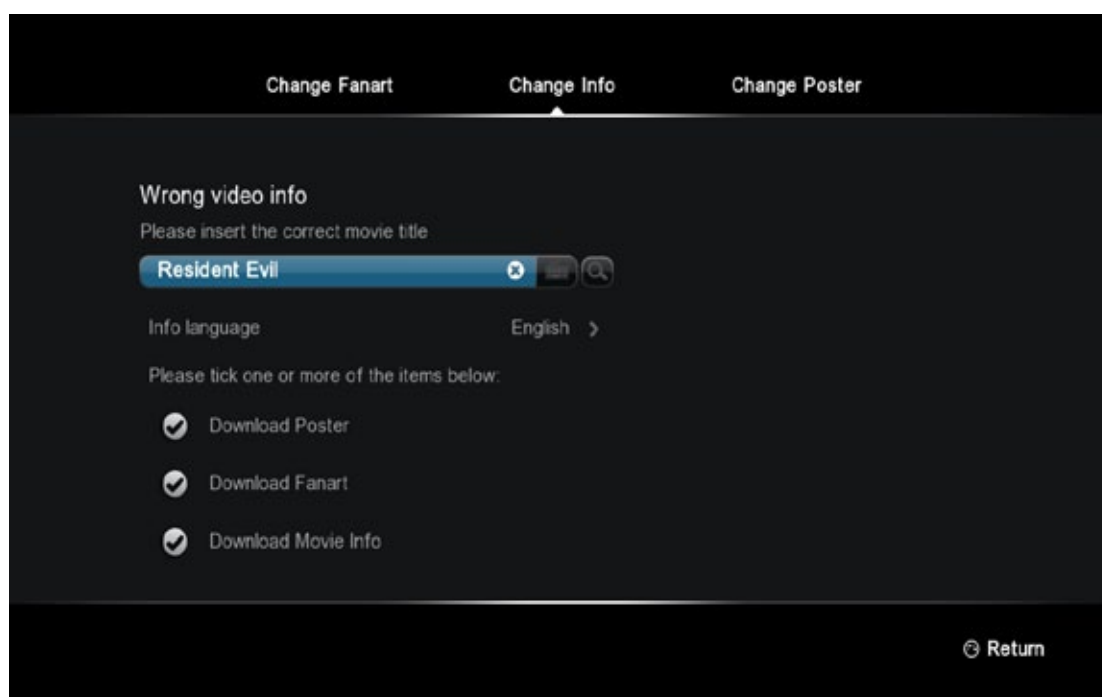 Change Fanart Change Info Change Poster
Wrong video info
Please insert the correct movie title
Resident Evil
Info language English
Please tick one or more of the items below:
Download Poster
Download Fanart
Download Movie Info
Return